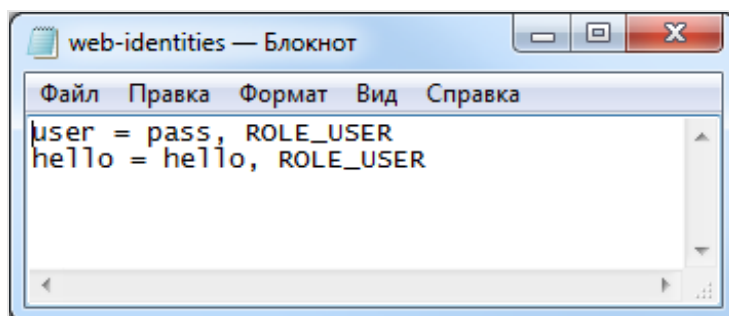 web-identities — Блокнот
Файл Правка Формат Вид Справка
user = pass, ROLE_USER
hello = hello, ROLE_USER